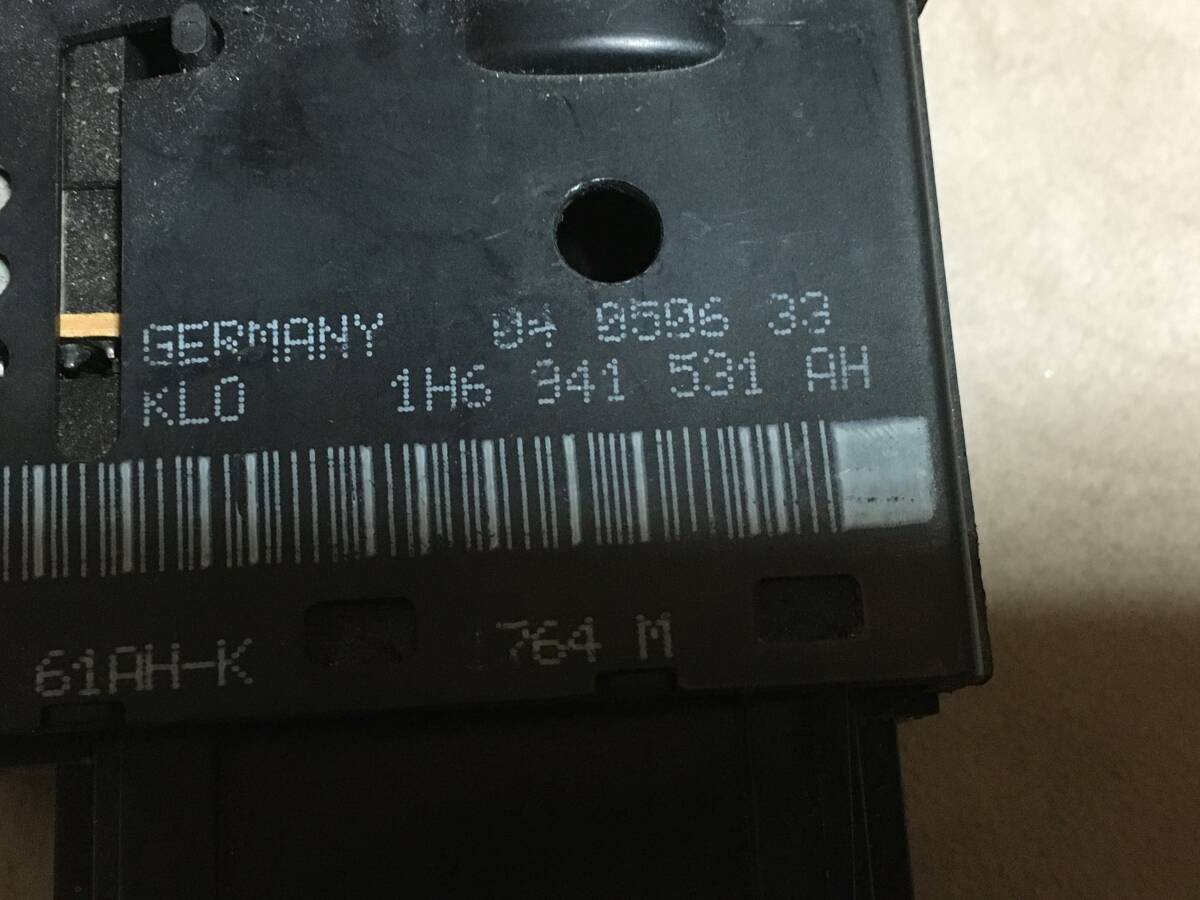 GERMANY 04 0506 33
KLO 1H6 941 531 AH
61AH-K 764 M